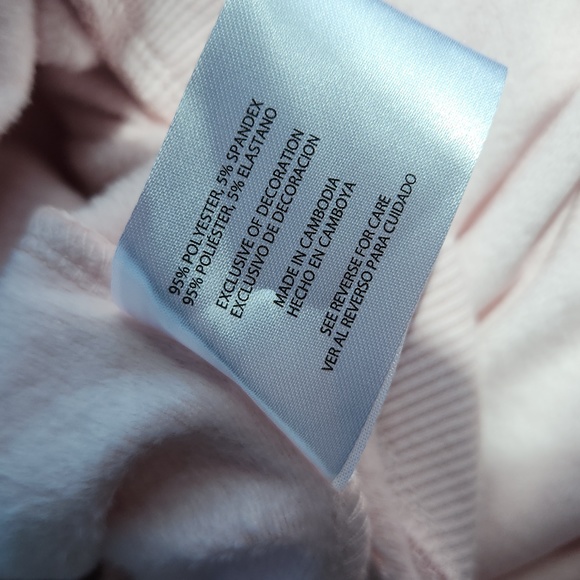 95% POLYESTER, 5% SPANDEX
95% POLIÉSTER, 5% ELASTANO
EXCLUSIVE OF DECORATION
EXCLUSIVO DE DECORACION
MADE IN CAMBODIA
HECHO EN CAMBOYA
SEE REVERSE FOR CARE
VER AL REVERSO PARA CUIDADO